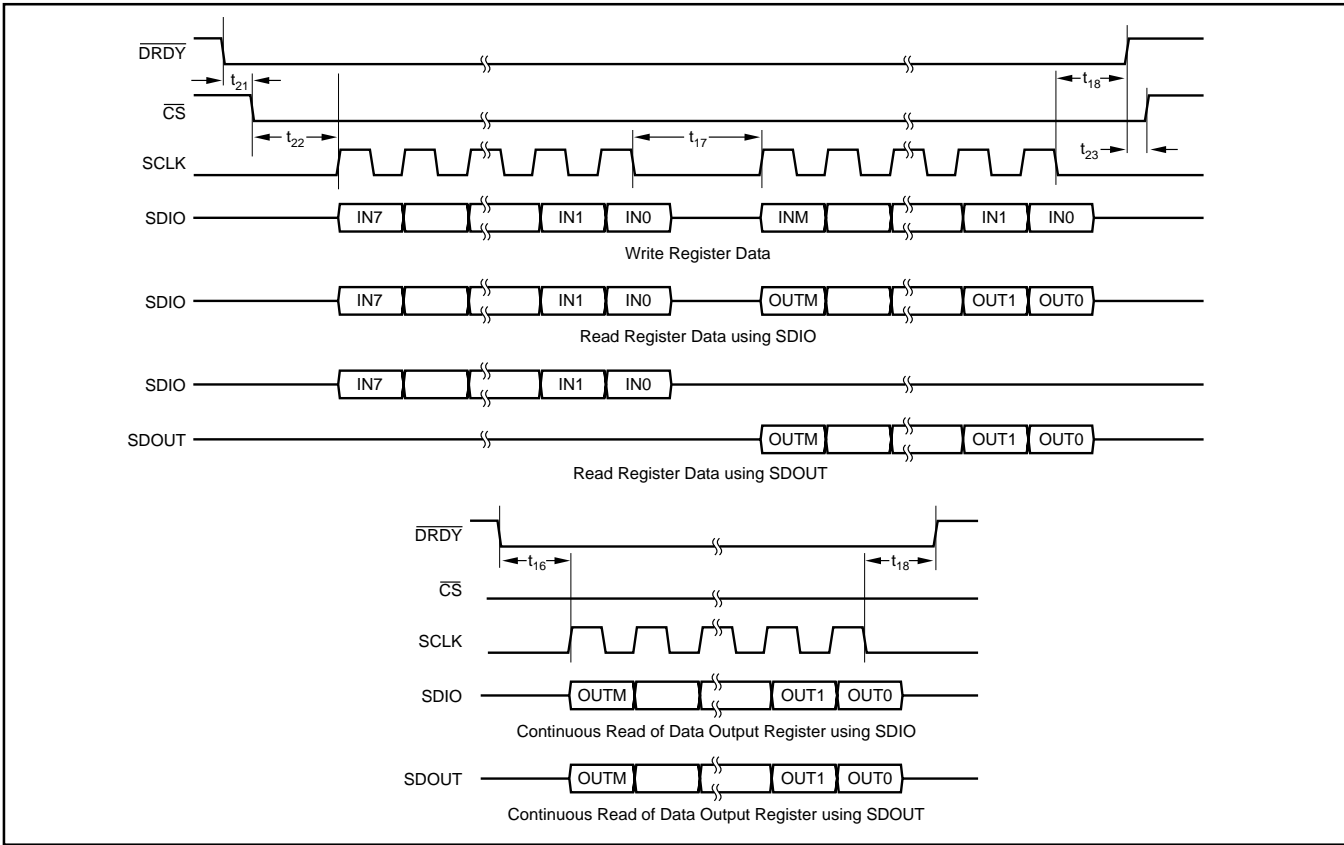 DRDY
t21
t18
CS
t22
t17
t23
SCLK
SDIO IN7 IN1 IN0 INM IN1 IN0
Write Register Data
SDIO IN7 IN1 IN0 OUTM OUT1 OUT0
Read Register Data using SDIO
SDIO IN7 IN1 IN0
SDOUT OUTM OUT1 OUT0
Read Register Data using SDOUT
DRDY
t16 t18
CS
SCLK
SDIO OUTM OUT1 OUT0
Continuous Read of Data Output Register using SDIO
SDOUT OUTM OUT1 OUT0
Continuous Read of Data Output Register using SDOUT